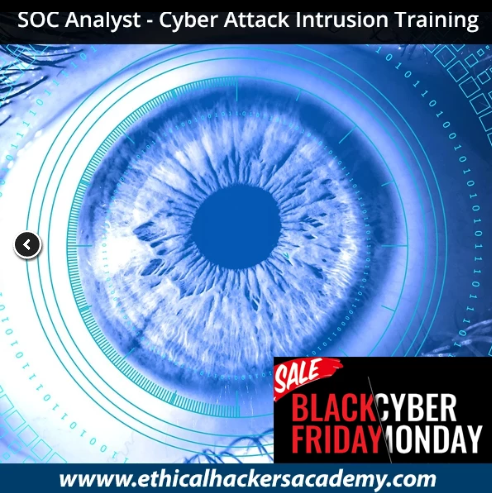 SOC Analyst - Cyber Attack Intrusion Training
SALE
BLACK CYBER
FRIDAY MONDAY
www.ethicalhackersacademy.com